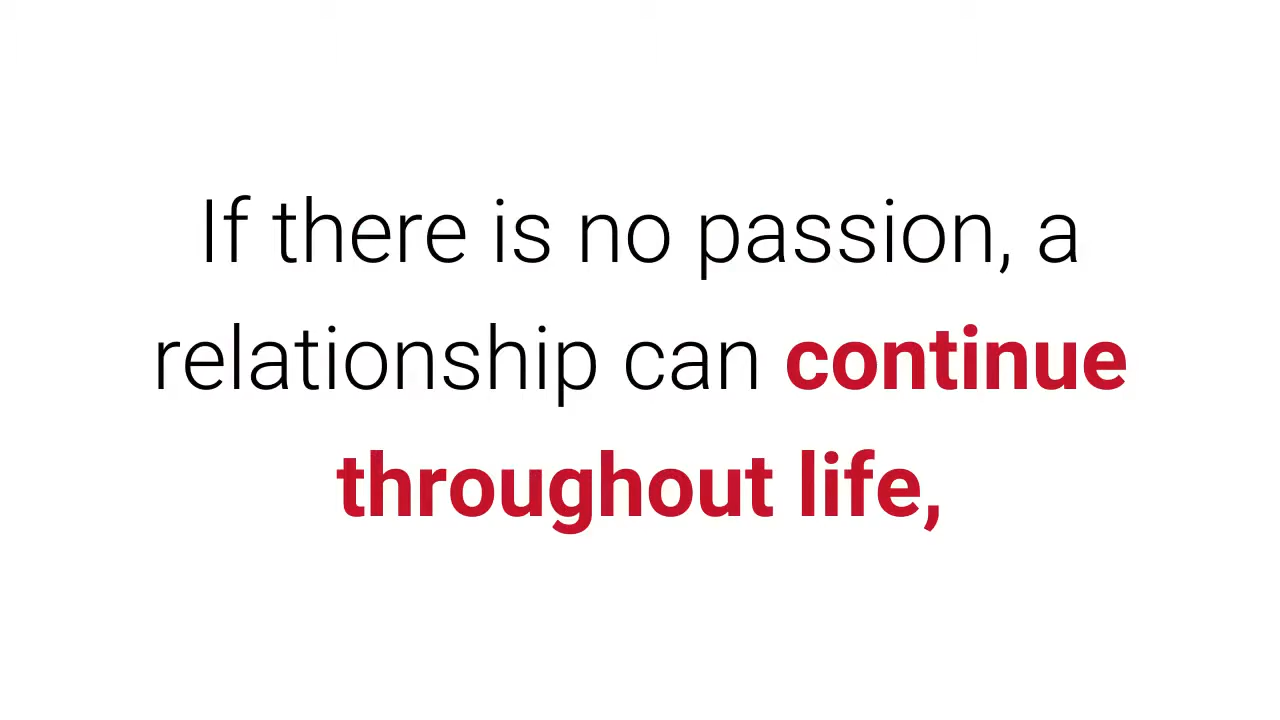 If there is no passion, a
relationship can continue
throughout life,